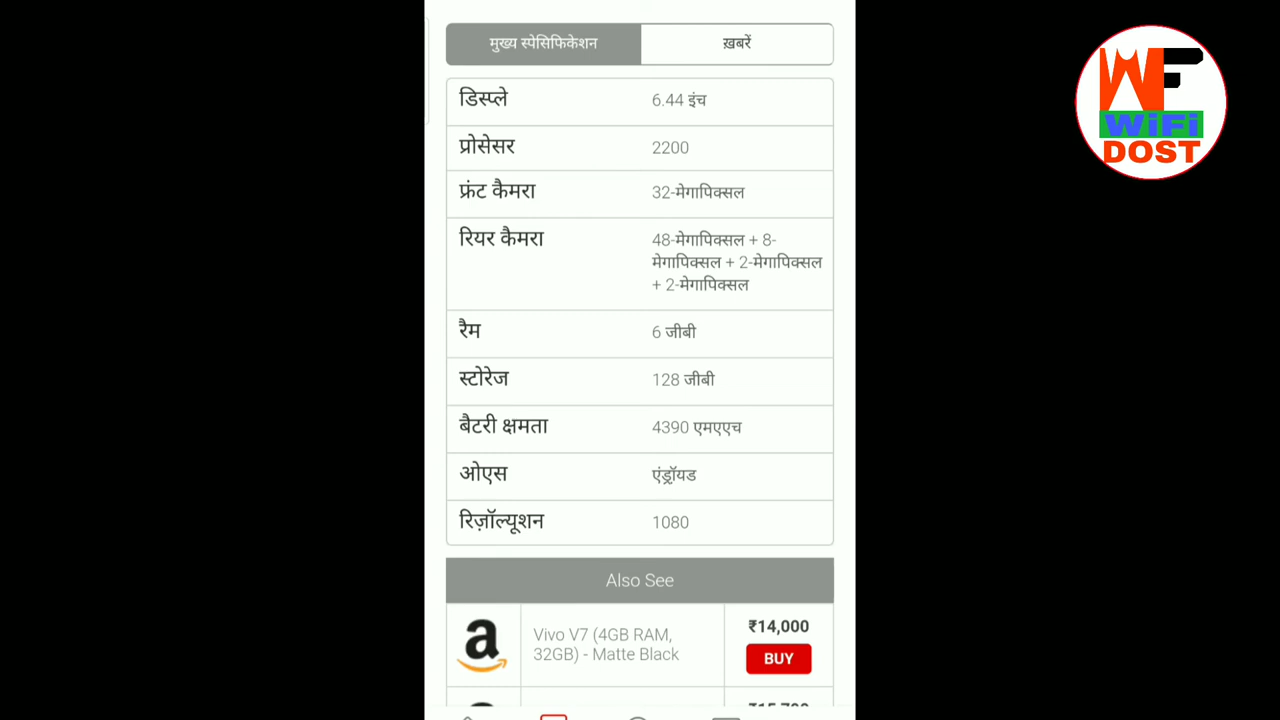 मुख्य स्पेसिफिकेशन
ख़बरें
डिस्प्ले 6.44 इंच
प्रोसेसर 2200
फ्रंट कैमरा 32-मेगापिक्सल
रियर कैमरा 48-मेगापिक्सल + 8-
मेगापिक्सल + 2-मेगापिक्सल
+ 2-मेगापिक्सल
रैम 6 जीबी
स्टोरेज 128 जीबी
बैटरी क्षमता 4390 एमएएच
ओएस एंड्रॉयड
रिज़ॉल्यूशन 1080
Also See
Vivo V7 (4GB RAM,
32GB) - Matte Black
₹14,000
BUY
WF
WiFi
DOST